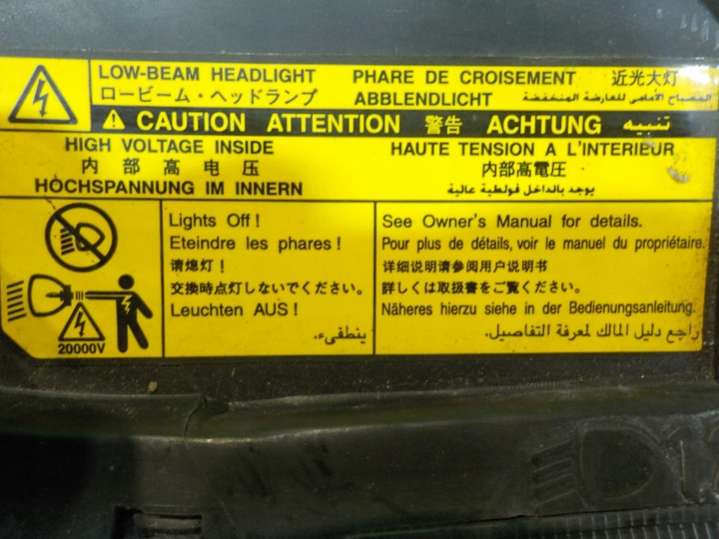 LOW-BEAM HEADLIGHT PHARE DE CROISEMENT 近光大灯
ロービーム・ヘッドランプ ABBLENDLICHT المصباح الأمامي للعارضة المنخفضة
CAUTION ATTENTION 警告 ACHTUNG تنبيه
HIGH VOLTAGE INSIDE
内部高电压
HOCHSPANNUNG IM INNERN
HAUTE TENSION A L'INTERIEUR
内部高電圧
يوجد بالداخل فولطية عالية
20000V
Lights Off !
Eteindre les phares !
请熄灯！
交換時点灯しないでください。
Leuchten AUS !
ينطفىء.
See Owner's Manual for details.
Pour plus de détails, voir le manuel du propriétaire.
详细说明请参阅用户说明书
詳しくは取扱書をご覧ください。
Näheres hierzu siehe in der Bedienungsanleitung.
راجع دليل المالك لمعرفة التفاصيل.